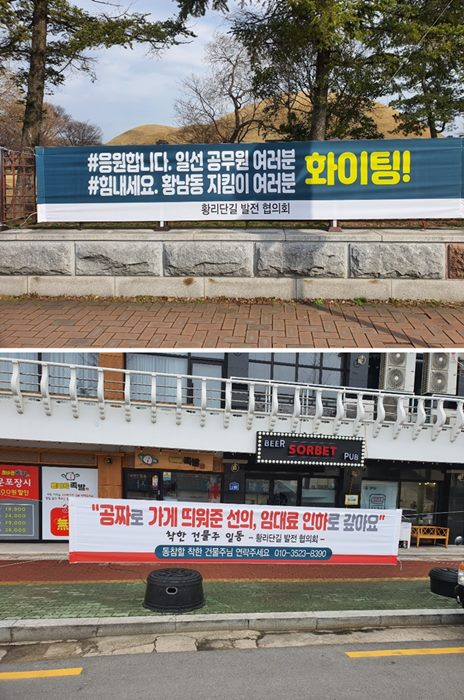 #응원합니다. 일선 공무원 여러분
#힘내세요. 황남동 지킴이 여러분
화이팅!
황리단길 발전 협의회
BEER
SORBET
PUB
족발
"공짜로 가게 띄워준 선의, 임대료 인하로 갚아요"
착한 건물주 일동 - 황리단길 발전 협의회 -
동참할 착한 건물주님 연락주세요 010-3523-8390